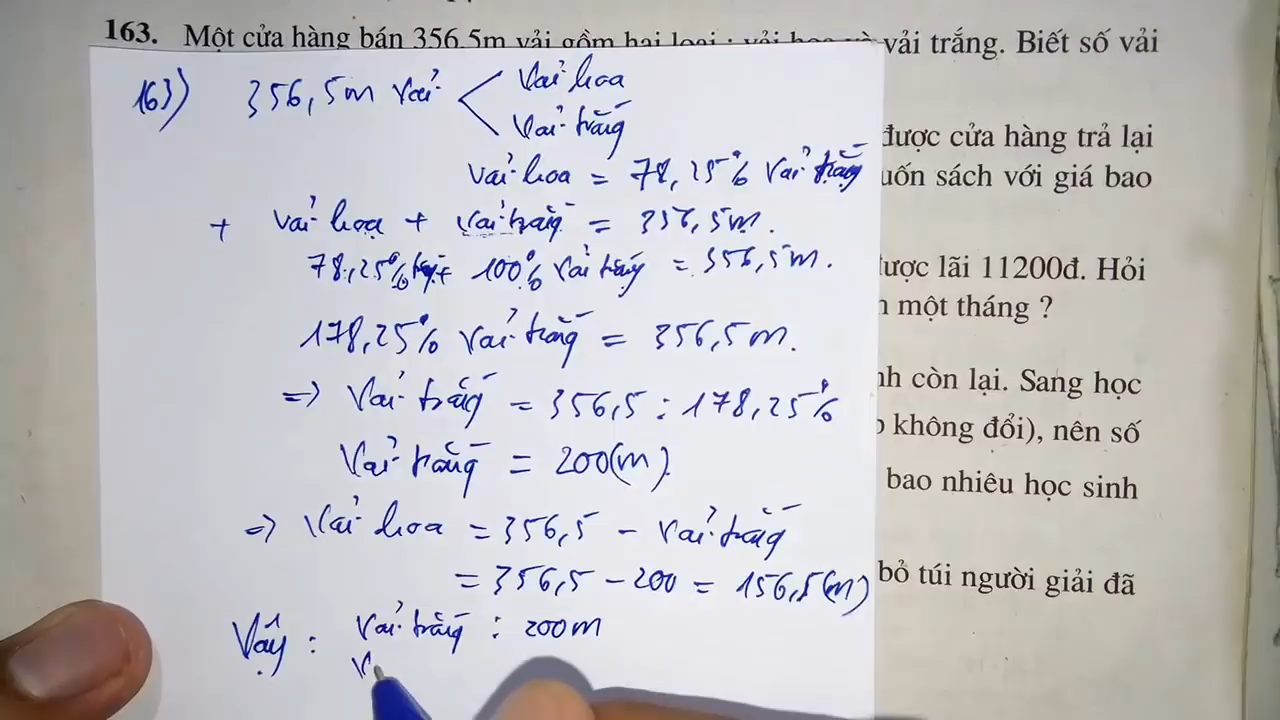 163. Một cửa hàng bán 356,5m vải gồm hai loại : vải hoa và vải trắng. Biết số vải
163) 356,5m vải
vải hoa
vải trắng
vải hoa = 78,25% vải trắng
được cửa hàng trả lại
uốn sách với giá bao
+ vải hoa + vải trắng = 356,5m.
78,25% + 100% vải trắng = 356,5m.
ược lãi 11200đ. Hỏi
một tháng ?
178,25% vải trắng = 356,5m.
=> vải trắng = 356,5 : 178,25%
nh còn lại. Sang học
không đổi), nên số
vải trắng = 200(m).
bao nhiêu học sinh
=> vải hoa = 356,5 - vải trắng
= 356,5 - 200 = 156,5(m)
bỏ túi người giải đã
Vậy : vải trắng : 200m
v